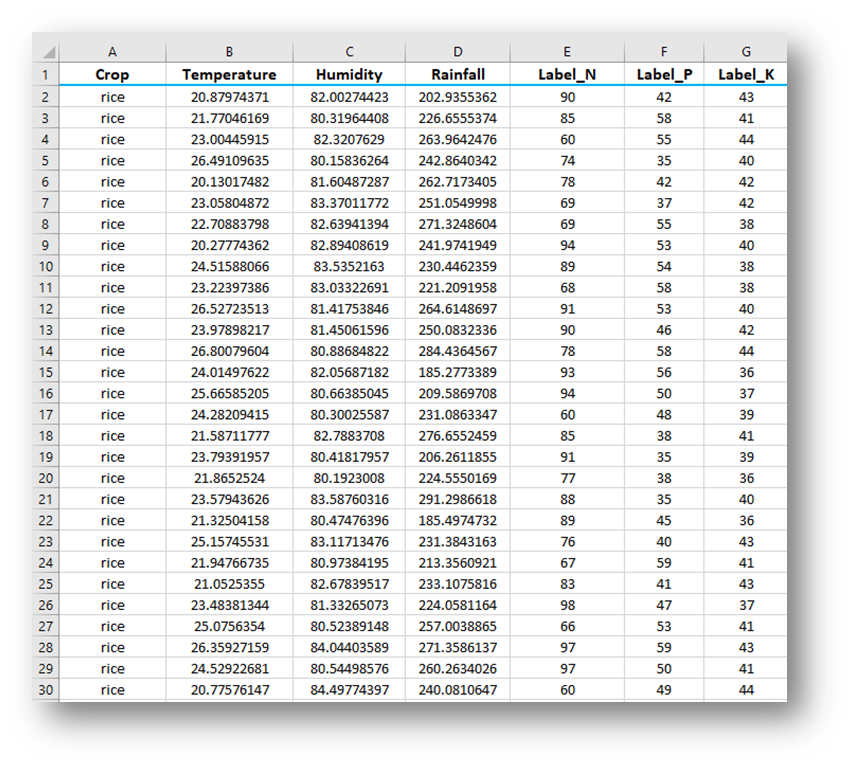 A B C D E F G
1 Crop Temperature Humidity Rainfall Label_N Label_P Label_K
2 rice 20.87974371 82.00274423 202.9355362 90 42 43
3 rice 21.77046169 80.31964408 226.6555374 85 58 41
4 rice 23.00445915 82.3207629 263.9642476 60 55 44
5 rice 26.49109635 80.15836264 242.8640342 74 35 40
6 rice 20.13017482 81.60487287 262.7173405 78 42 42
7 rice 23.05804872 83.37011772 251.0549998 69 37 42
8 rice 22.70883798 82.63941394 271.3248604 69 55 38
9 rice 20.27774362 82.89408619 241.9741949 94 53 40
10 rice 24.51588066 83.5352163 230.4462359 89 54 38
11 rice 23.22397386 83.03322691 221.2091958 68 58 38
12 rice 26.52723513 81.41753846 264.6148697 91 53 40
13 rice 23.97898217 81.45061596 250.0832336 90 46 42
14 rice 26.80079604 80.88684822 284.4364567 78 58 44
15 rice 24.01497622 82.05687182 185.2773389 93 56 36
16 rice 25.66585205 80.66385045 209.5869708 94 50 37
17 rice 24.28209415 80.30025587 231.0863347 60 48 39
18 rice 21.58711777 82.7883708 276.6552459 85 38 41
19 rice 23.79391957 80.41817957 206.2611855 91 35 39
20 rice 21.8652524 80.1923008 224.5550169 77 38 36
21 rice 23.57943626 83.58760316 291.2986618 88 35 40
22 rice 21.32504158 80.47476396 185.4974732 89 45 36
23 rice 25.15745531 83.11713476 231.3843163 76 40 43
24 rice 21.94766735 80.97384195 213.3560921 67 59 41
25 rice 21.0525355 82.67839517 233.1075816 83 41 43
26 rice 23.48381344 81.33265073 224.0581164 98 47 37
27 rice 25.0756354 80.52389148 257.0038865 66 53 41
28 rice 26.35927159 84.04403589 271.3586137 97 59 43
29 rice 24.52922681 80.54498576 260.2634026 97 50 41
30 rice 20.77576147 84.49774397 240.0810647 60 49 44